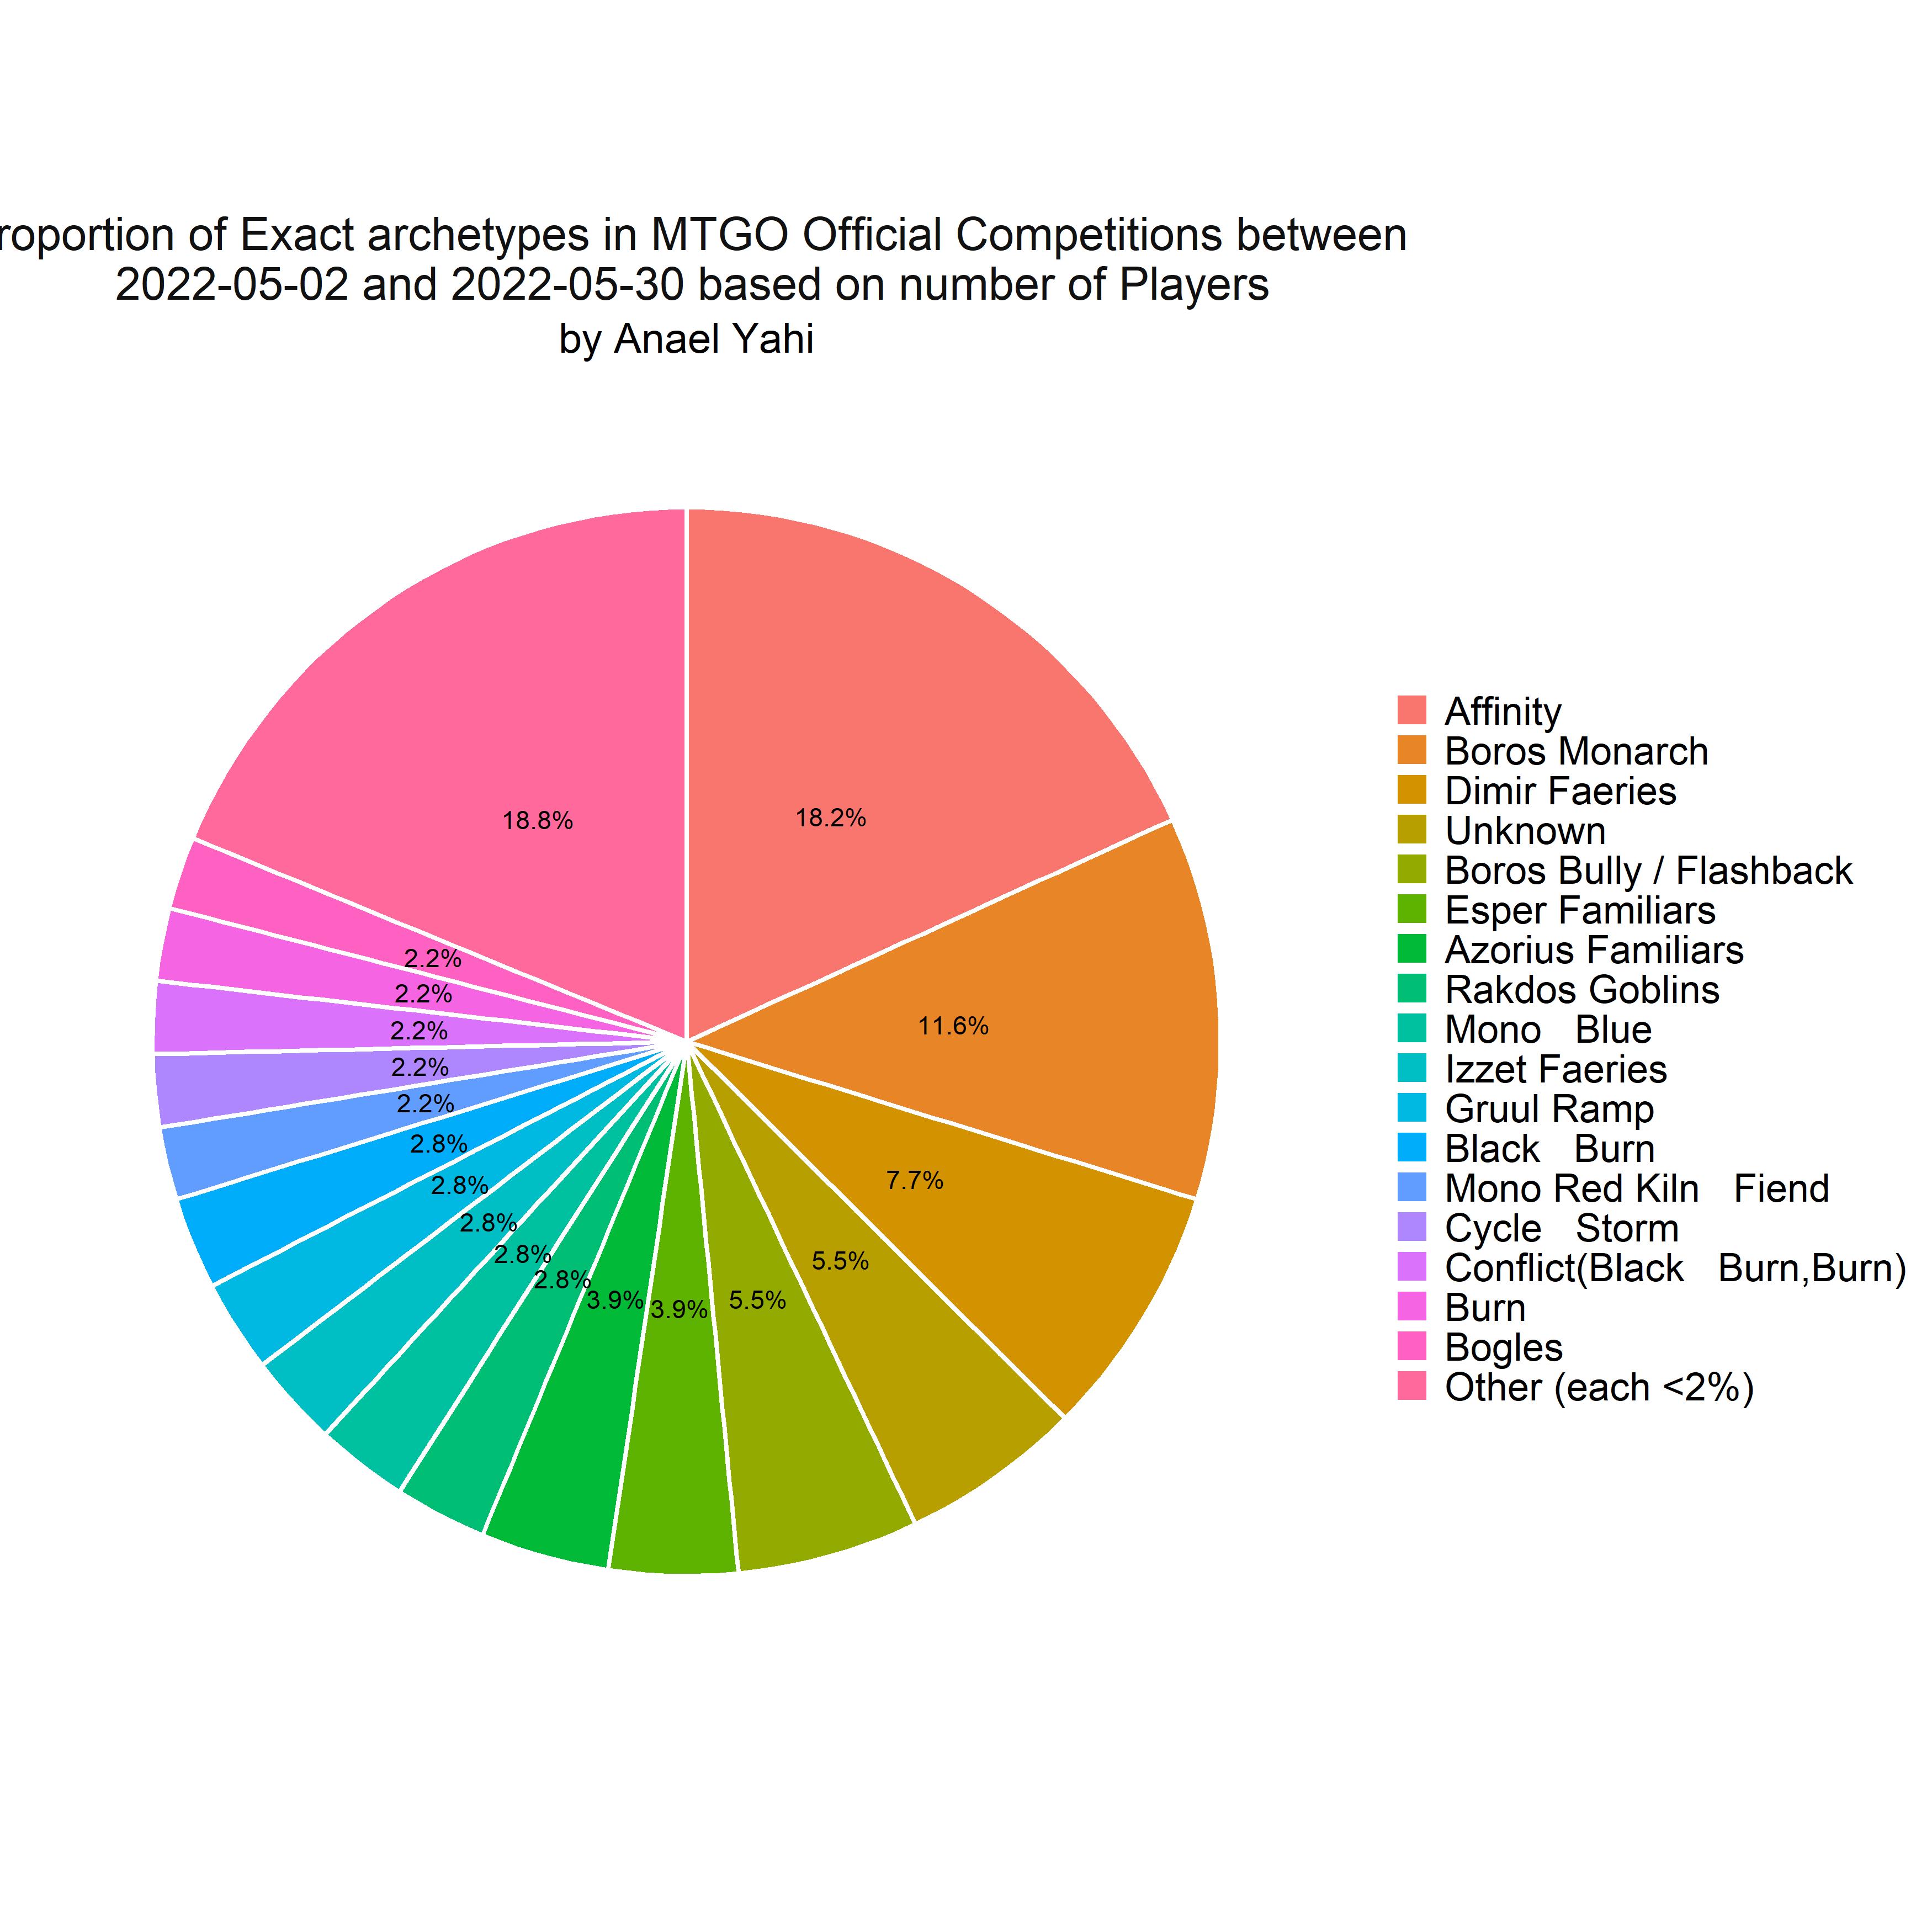 roportion of Exact archetypes in MTGO Official Competitions between
2022-05-02 and 2022-05-30 based on number of Players
by Anael Yahi
18.8%
18.2%
11.6%
7.7%
5.5%
5.5%
3.9%
3.9%
2.8%
2.8%
2.8%
2.8%
2.8%
2.2%
2.2%
2.2%
2.2%
2.2%
Affinity
Boros Monarch
Dimir Faeries
Unknown
Boros Bully / Flashback
Esper Familiars
Azorius Familiars
Rakdos Goblins
Mono   Blue
Izzet Faeries
Gruul Ramp
Black   Burn
Mono Red Kiln   Fiend
Cycle   Storm
Conflict(Black   Burn,Burn)
Burn
Bogles
Other (each <2%)